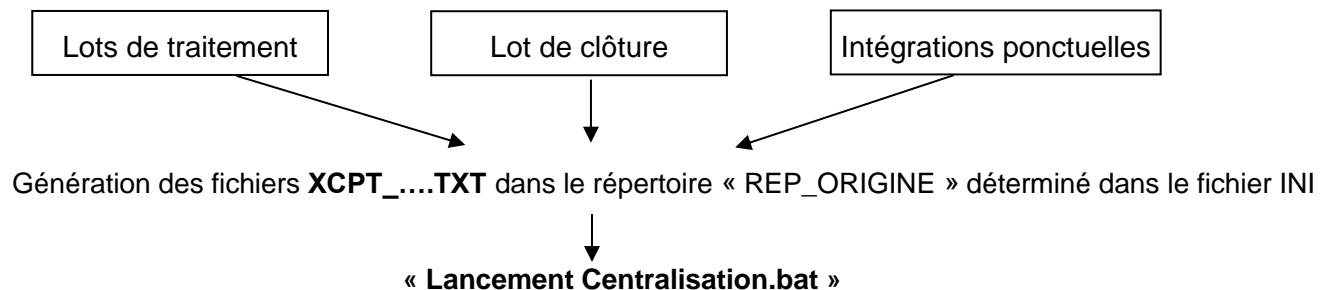 Lots de traitement
Lot de clôture
Intégrations ponctuelles
Génération des fichiers XCPT_....TXT dans le répertoire « REP_ORIGINE » déterminé dans le fichier INI
« Lancement Centralisation.bat »